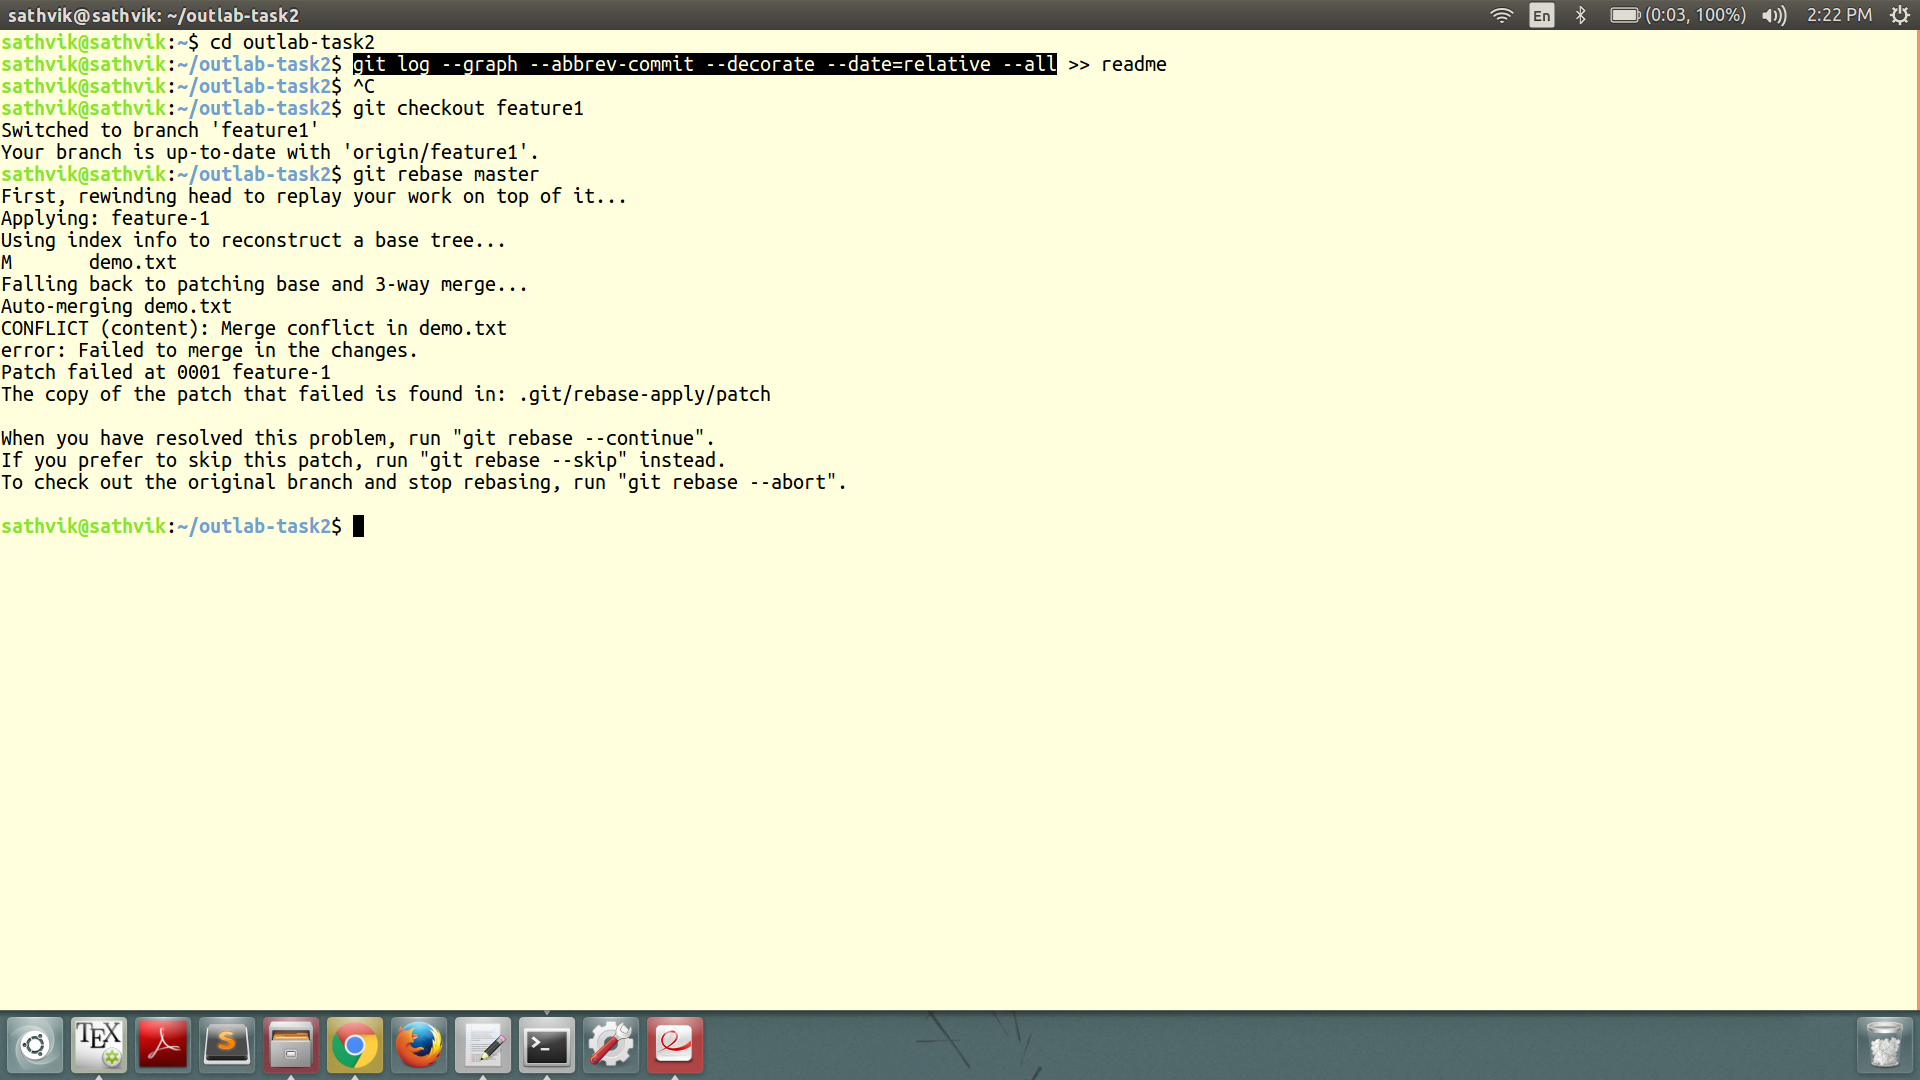 sathvik@sathvik: ~/outlab-task2
En
(0:03, 100%)
2:22 PM
sathvik@sathvik:~$ cd outlab-task2
sathvik@sathvik:~/outlab-task2$ git log --graph --abbrev-commit --decorate --date=relative --all >> readme
sathvik@sathvik:~/outlab-task2$ ^C
sathvik@sathvik:~/outlab-task2$ git checkout feature1
Switched to branch 'feature1'
Your branch is up-to-date with 'origin/feature1'.
sathvik@sathvik:~/outlab-task2$ git rebase master
First, rewinding head to replay your work on top of it...
Applying: feature-1
Using index info to reconstruct a base tree...
M       demo.txt
Falling back to patching base and 3-way merge...
Auto-merging demo.txt
CONFLICT (content): Merge conflict in demo.txt
error: Failed to merge in the changes.
Patch failed at 0001 feature-1
The copy of the patch that failed is found in: .git/rebase-apply/patch
When you have resolved this problem, run "git rebase --continue".
If you prefer to skip this patch, run "git rebase --skip" instead.
To check out the original branch and stop rebasing, run "git rebase --abort".
sathvik@sathvik:~/outlab-task2$
TEX
S
>_